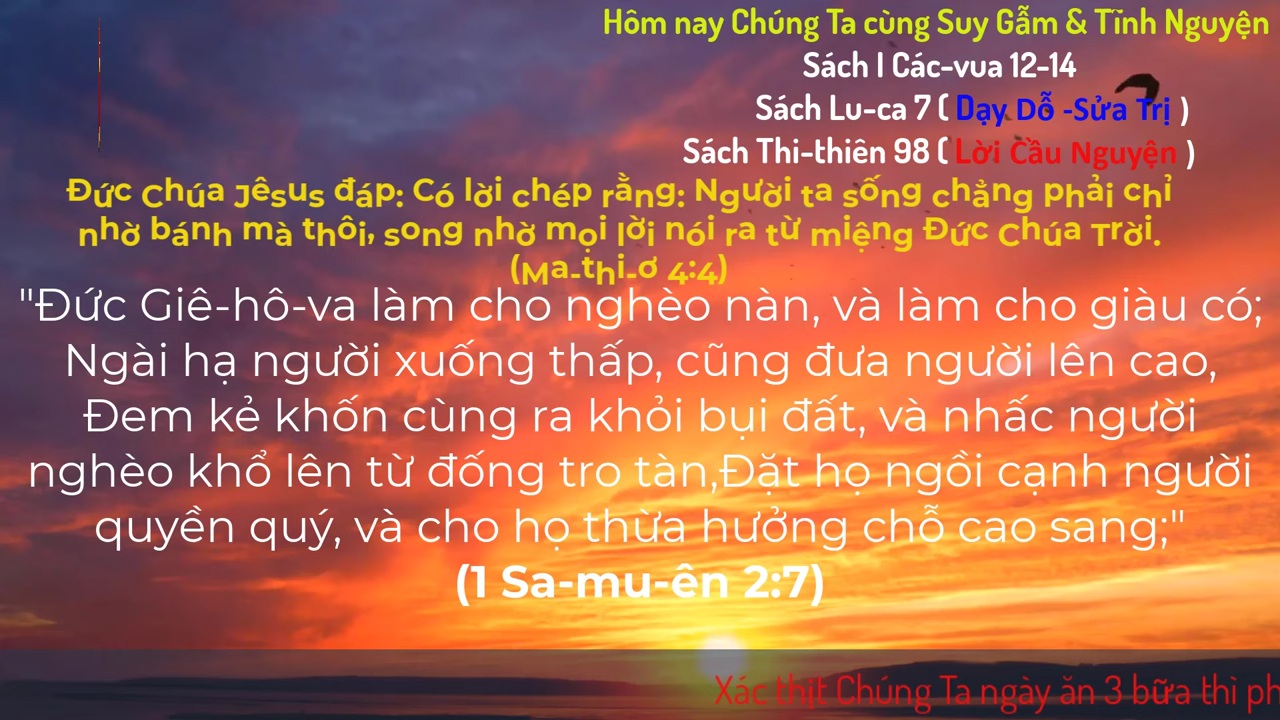 Hôm nay Chúng Ta cùng Suy Gẫm & Tĩnh Nguyện
Sách I Các-vua 12-14
Sách Lu-ca 7 ( Dạy Dỗ -Sửa Trị )
Sách Thi-thiên 98 ( Lời Cầu Nguyện )
Đức Chúa Jêsus đáp: Có lời chép rằng: Người ta sống chẳng phải chỉ
nhờ bánh mà thôi, song nhờ mọi lời nói ra từ miệng Đức Chúa Trời.
(Ma-thi-ơ 4:4)
"Đức Giê-hô-va làm cho nghèo nàn, và làm cho giàu có;
Ngài hạ người xuống thấp, cũng đưa người lên cao,
Đem kẻ khốn cùng ra khỏi bụi đất, và nhấc người
nghèo khổ lên từ đống tro tàn,Đặt họ ngồi cạnh người
quyền quý, và cho họ thừa hưởng chỗ cao sang;"
(1 Sa-mu-ên 2:7)
Xác thịt Chúng Ta ngày ăn 3 bữa thì ph